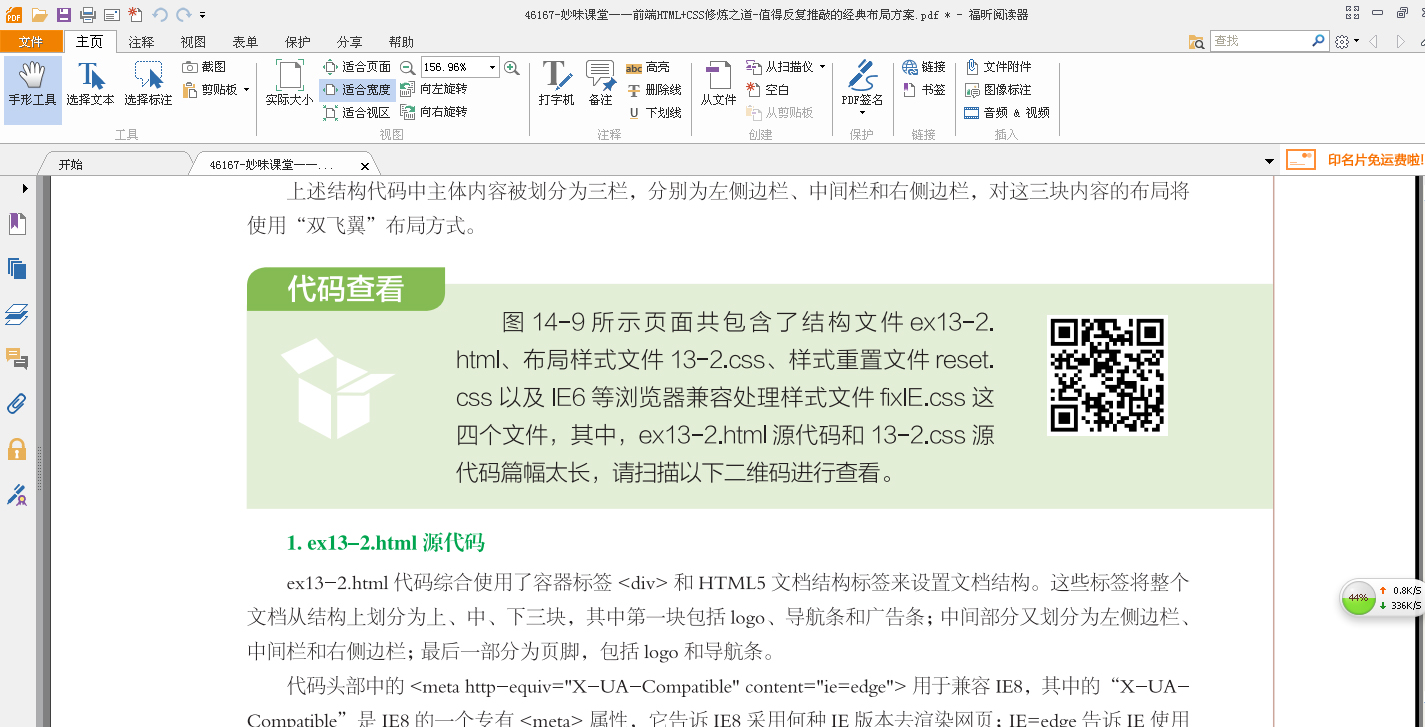 46167-妙味课堂一一前端HTML+CSS修炼之道-值得反复推敲的经典布局方案.pdf * - 福昕阅读器
文件 主页 注释 视图 表单 保护 分享 帮助 查找
手形工具 选择文本 选择标注 截图 剪贴板 工具
实际大小 适合页面 适合宽度 适合视区 156.96% 向左旋转 向右旋转 视图
打字机 备注 abc 高亮 删除线 U 下划线 注释
从文件 从扫描仪 空白 从剪贴板 创建
PDF签名 保护
链接 书签 链接
文件附件 图像标注 音频 & 视频 插入
开始 46167-妙味课堂一一... 印名片免运费啦!
上述结构代码中主体内容被划分为三栏，分别为左侧边栏、中间栏和右侧边栏，对这三块内容的布局将
使用“双飞翼”布局方式。
代码查看
图 14-9 所示页面共包含了结构文件 ex13-2.
html、布局样式文件 13-2.css、样式重置文件 reset.
css 以及 IE6 等浏览器兼容处理样式文件 fixIE.css 这
四个文件，其中，ex13-2.html 源代码和 13-2.css 源
代码篇幅太长，请扫描以下二维码进行查看。
1. ex13-2.html 源代码
ex13-2.html 代码综合使用了容器标签 <div> 和 HTML5 文档结构标签来设置文档结构。这些标签将整个
文档从结构上划分为上、中、下三块，其中第一块包括 logo、导航条和广告条；中间部分又划分为左侧边栏、
中间栏和右侧边栏；最后一部分为页脚，包括 logo 和导航条。
44% 0.8K/S
336K/S
代码头部中的 <meta http-equiv="X-UA-Compatible" content="ie=edge"> 用于兼容 IE8，其中的“X-UA-
Compatible”是 IE8 的一个专有 <meta> 属性，它告诉 IE8 采用何种 IE 版本去渲染网页；IE=edge 告诉 IE 使用